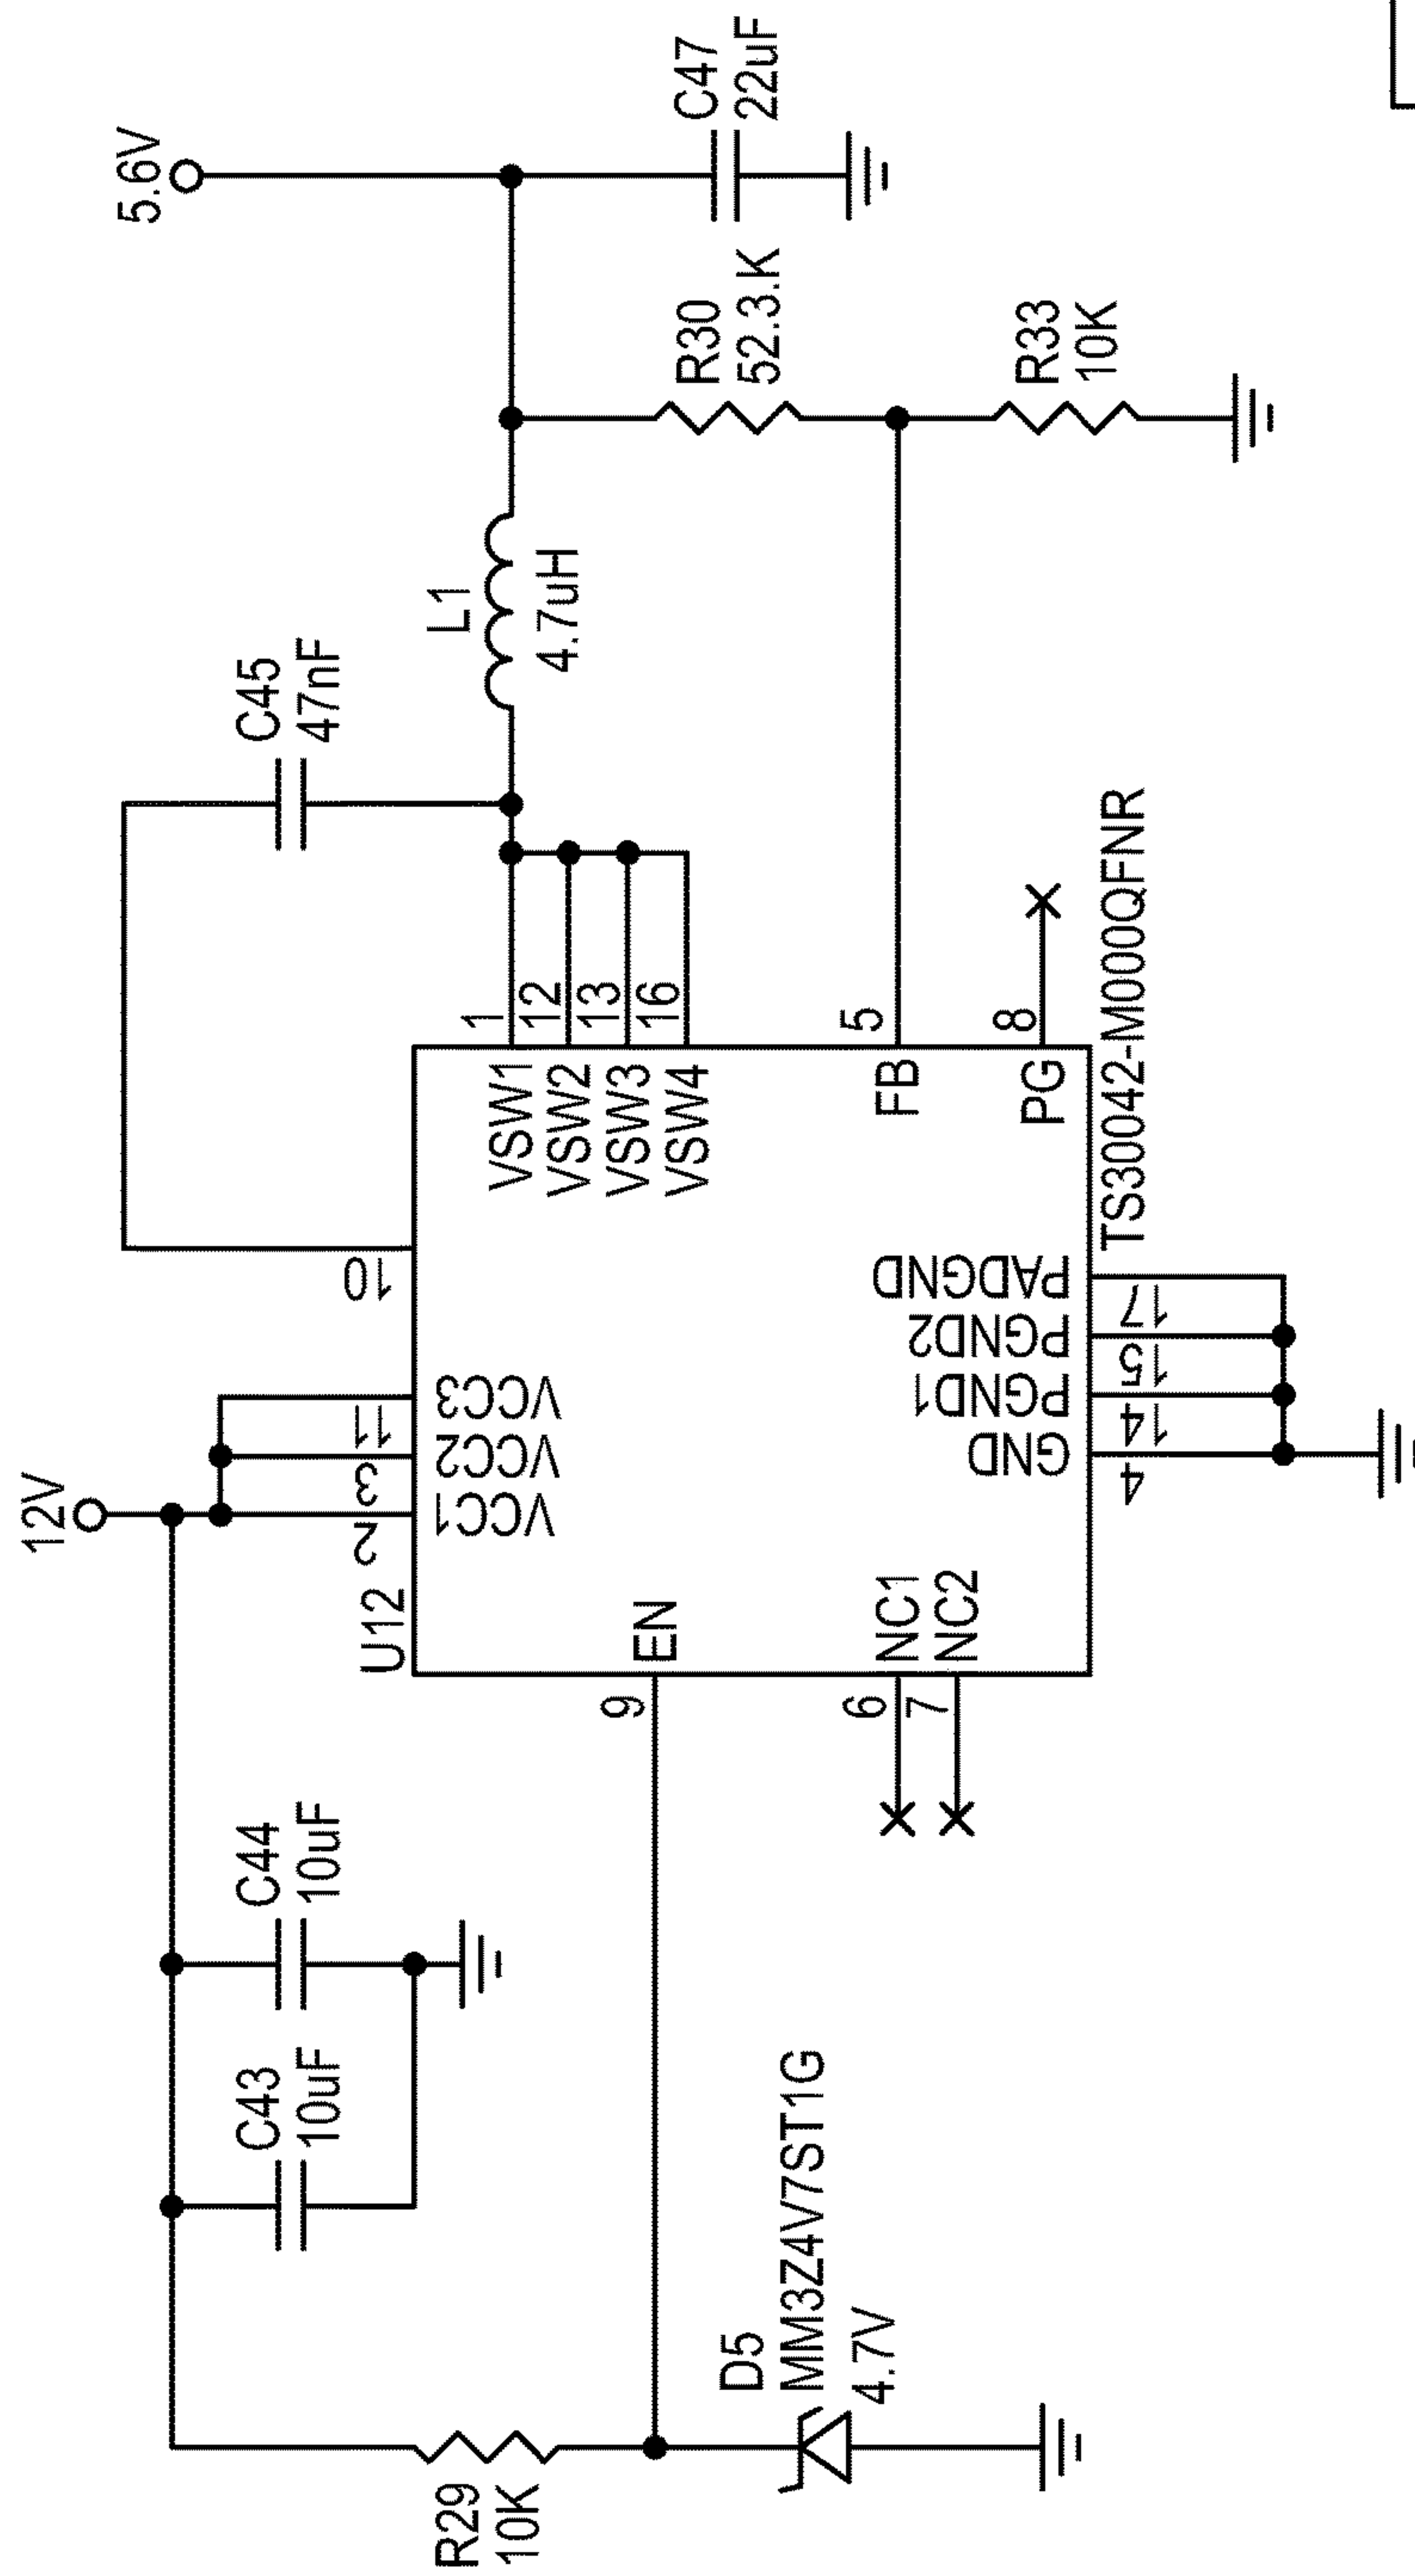 R29
10K
C43
10uF
C44
10uF
12V
D5
MM3Z4V7ST1G
4.7V
U12
2
3
11
10
VCC1
VCC2
VCC3
9
EN
6
NC1
7
NC2
4
14
15
17
GND
PGND1
PGND2
PADGND
VSW1
1
VSW2
12
VSW3
13
VSW4
16
FB
5
PG
8
TS30042-M000QFNR
C45
47nF
L1
4.7uH
5.6V
R30
52.3.K
R33
10K
C47
22uF